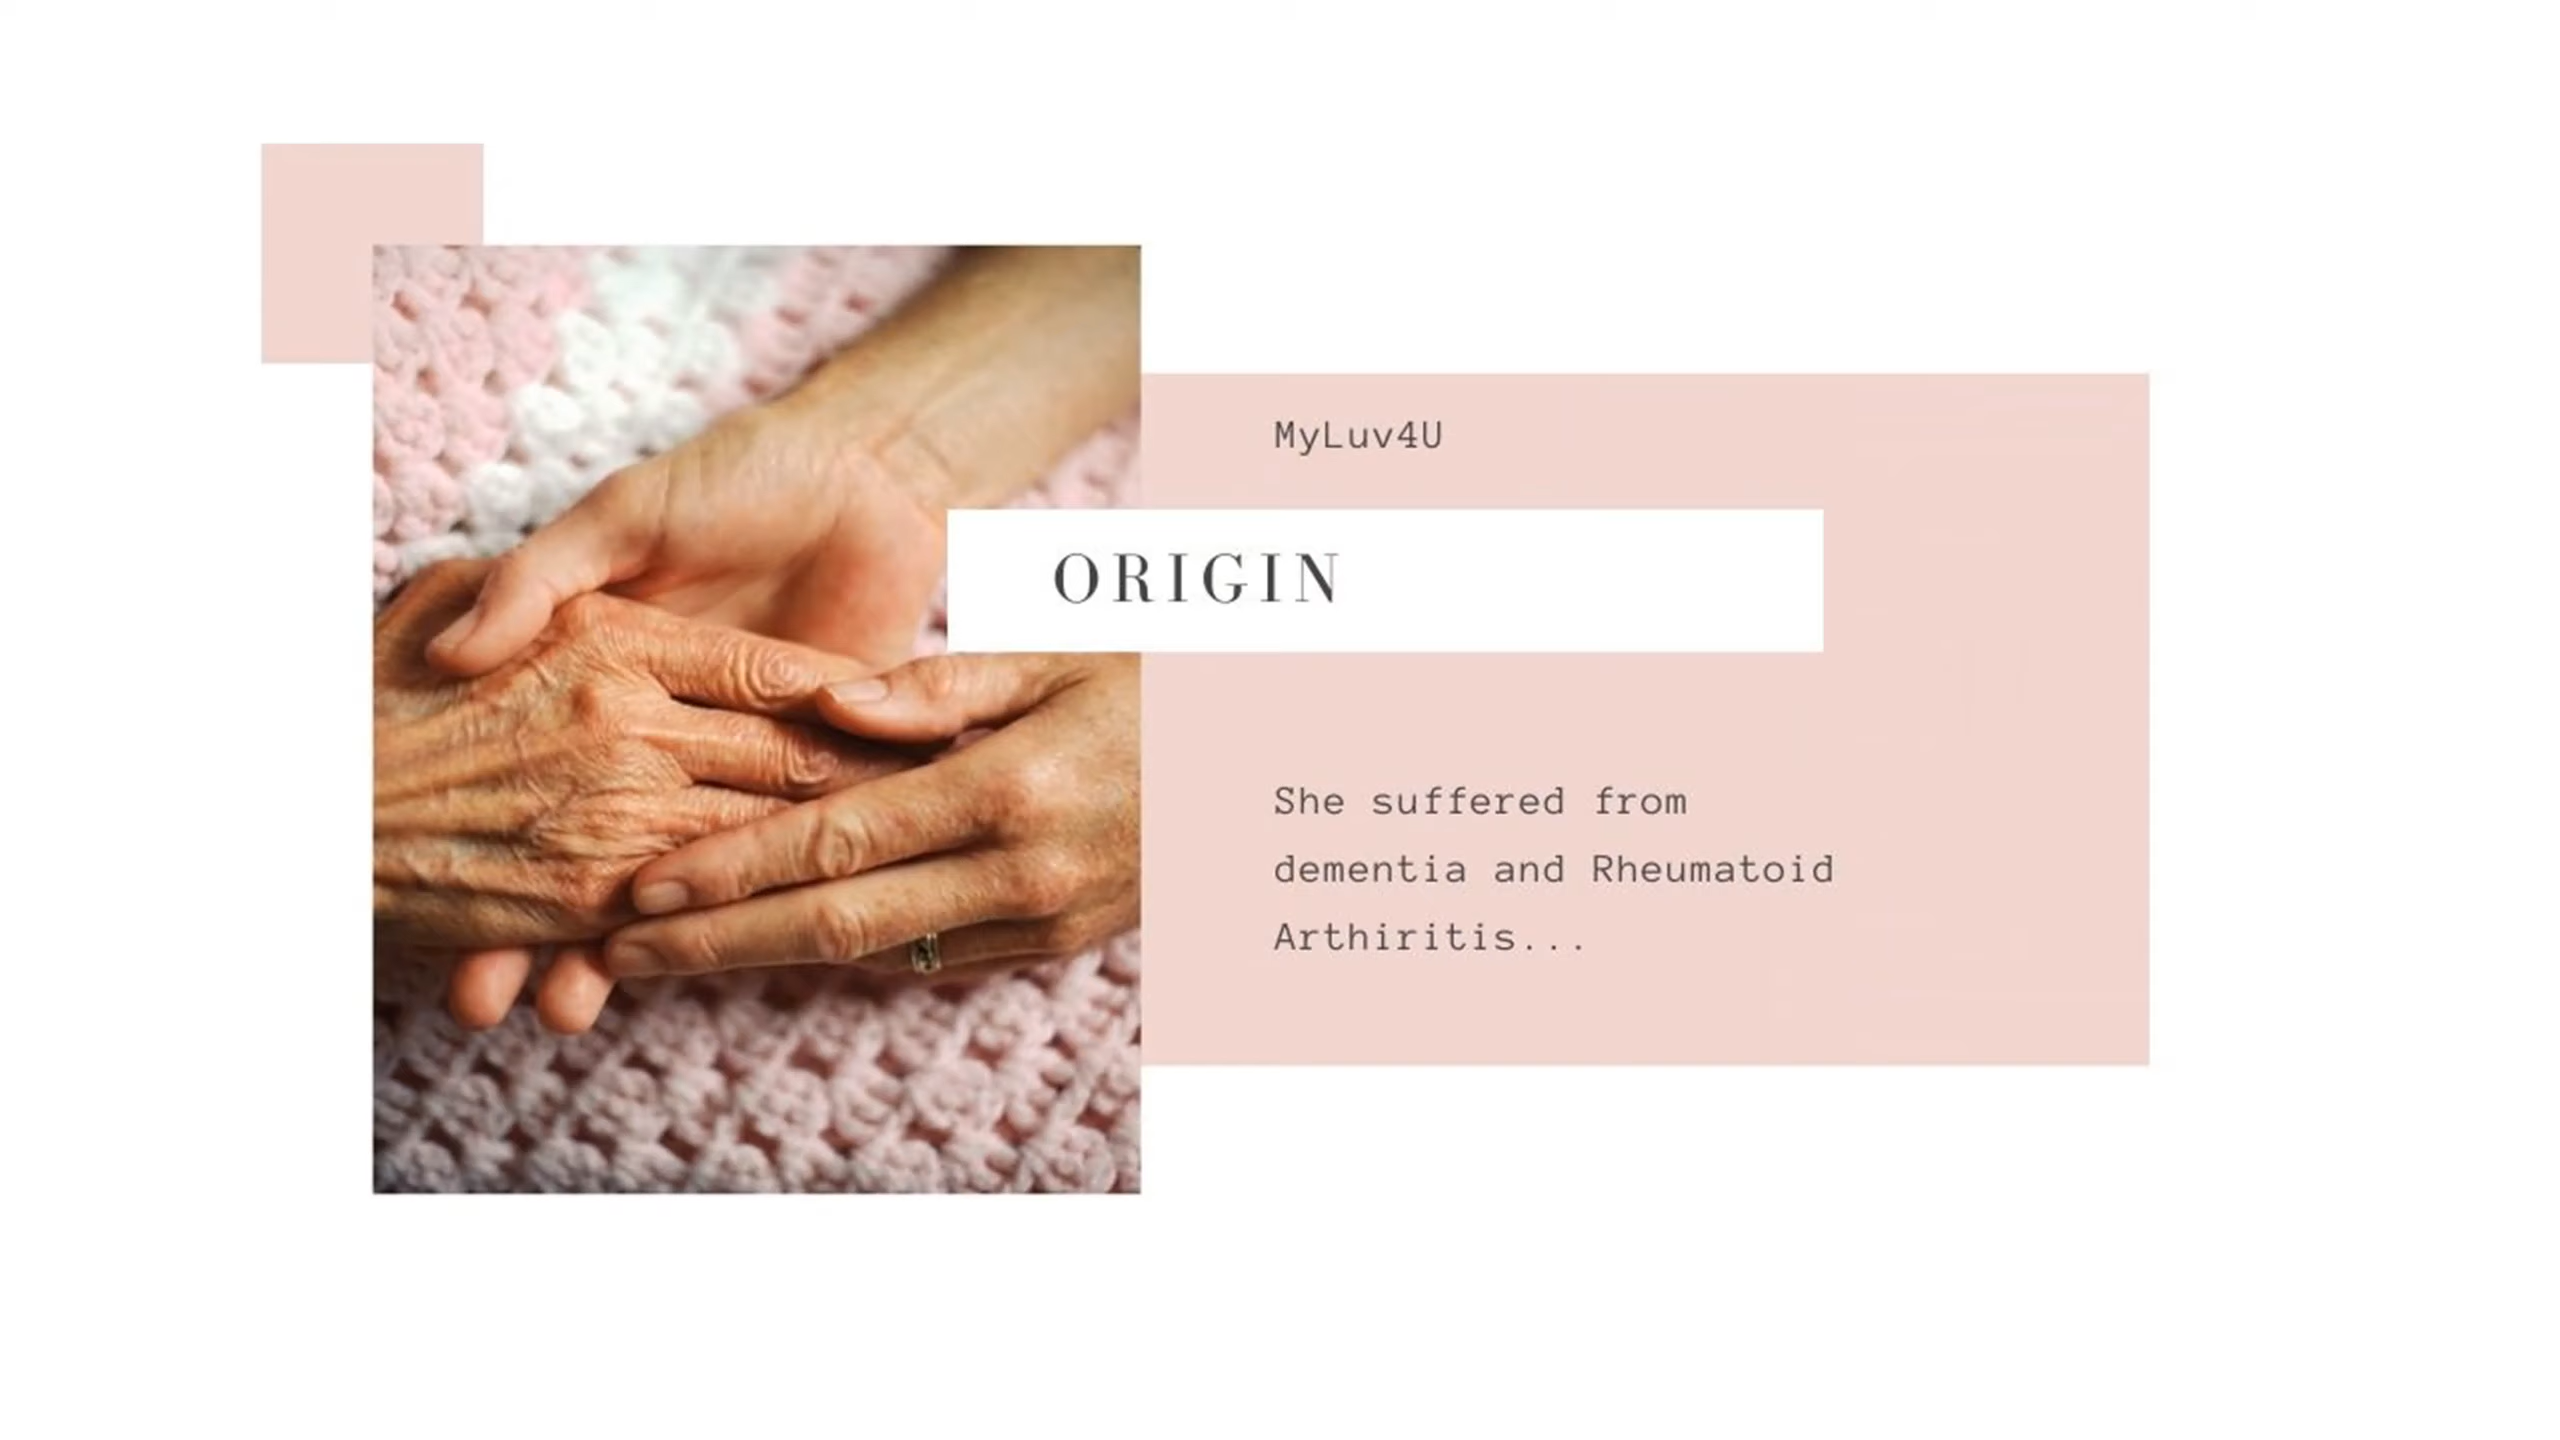 MyLuv4U
ORIGIN
She suffered from
dementia and Rheumatoid
Arthiritis...